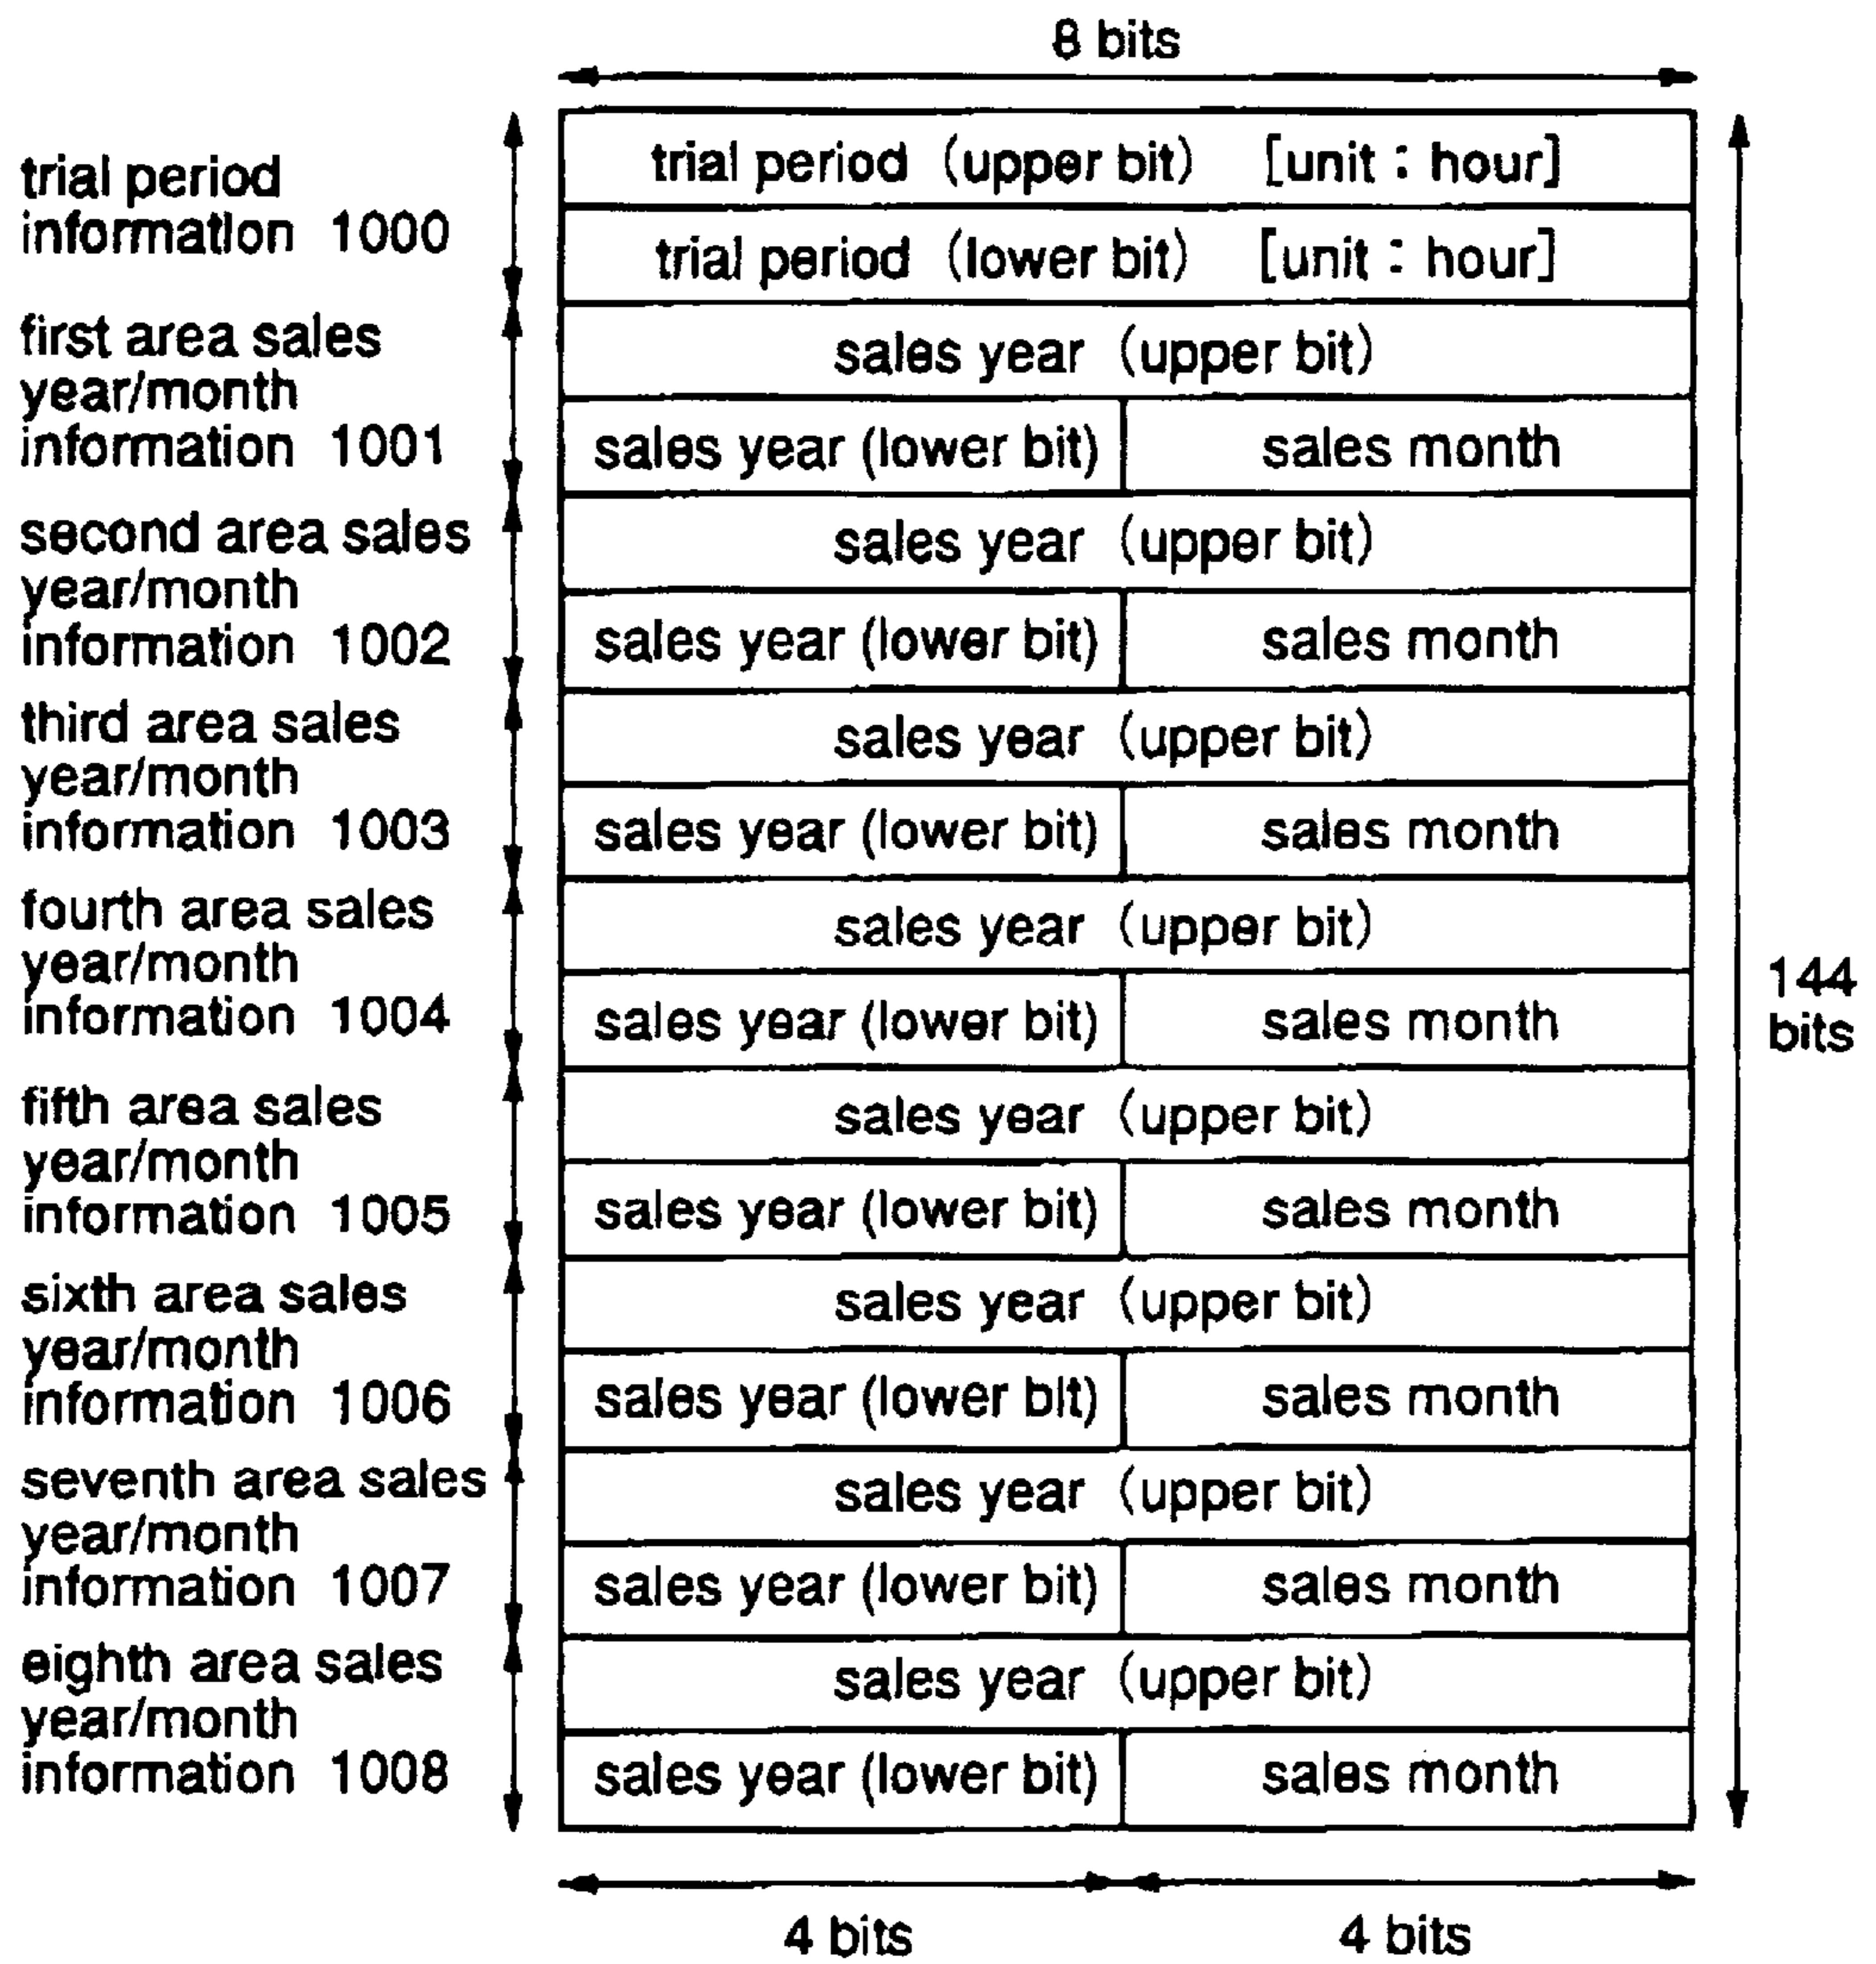 8 bits
trial period (upper bit) [unit : hour]
trial period
information 1000
trial period (lower bit) [unit : hour]
first area sales
year/month
information 1001
sales year (upper bit)
sales year (lower bit) sales month
second area sales
year/month
information 1002
sales year (upper bit)
sales year (lower bit) sales month
third area sales
year/month
information 1003
sales year (upper bit)
sales year (lower bit) sales month
fourth area sales
year/month
information 1004
sales year (upper bit)
sales year (lower bit) sales month
144
bits
fifth area sales
year/month
information 1005
sales year (upper bit)
sales year (lower bit) sales month
sixth area sales
year/month
information 1006
sales year (upper bit)
sales year (lower bit) sales month
seventh area sales
year/month
information 1007
sales year (upper bit)
sales year (lower bit) sales month
eighth area sales
year/month
information 1008
sales year (upper bit)
sales year (lower bit) sales month
4 bits 4 bits